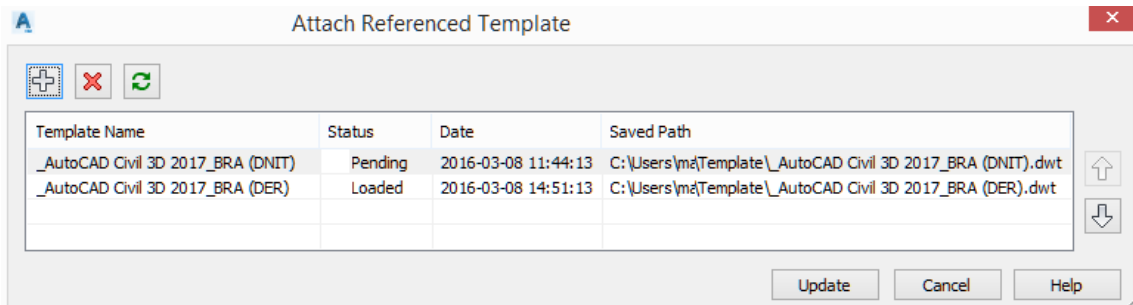 Attach Referenced Template
Template Name Status Date Saved Path
_AutoCAD Civil 3D 2017_BRA (DNIT) Pending 2016-03-08 11:44:13 C:\Users\ma\Template\_AutoCAD Civil 3D 2017_BRA (DNIT).dwt
_AutoCAD Civil 3D 2017_BRA (DER) Loaded 2016-03-08 14:51:13 C:\Users\ma\Template\_AutoCAD Civil 3D 2017_BRA (DER).dwt
Update Cancel Help